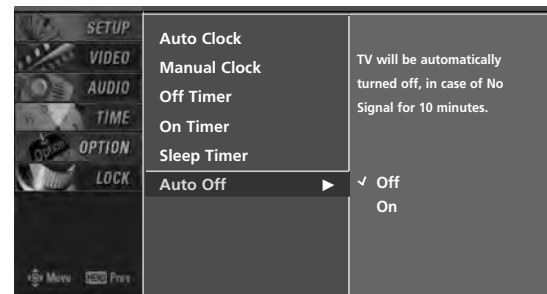 SETUP
VIDEO
AUDIO
TIME
OPTION
LOCK
Move MENU Prev
Auto Clock
Manual Clock
Off Timer
On Timer
Sleep Timer
Auto Off ►
TV will be automatically
turned off, in case of No
Signal for 10 minutes.
✓ Off
On